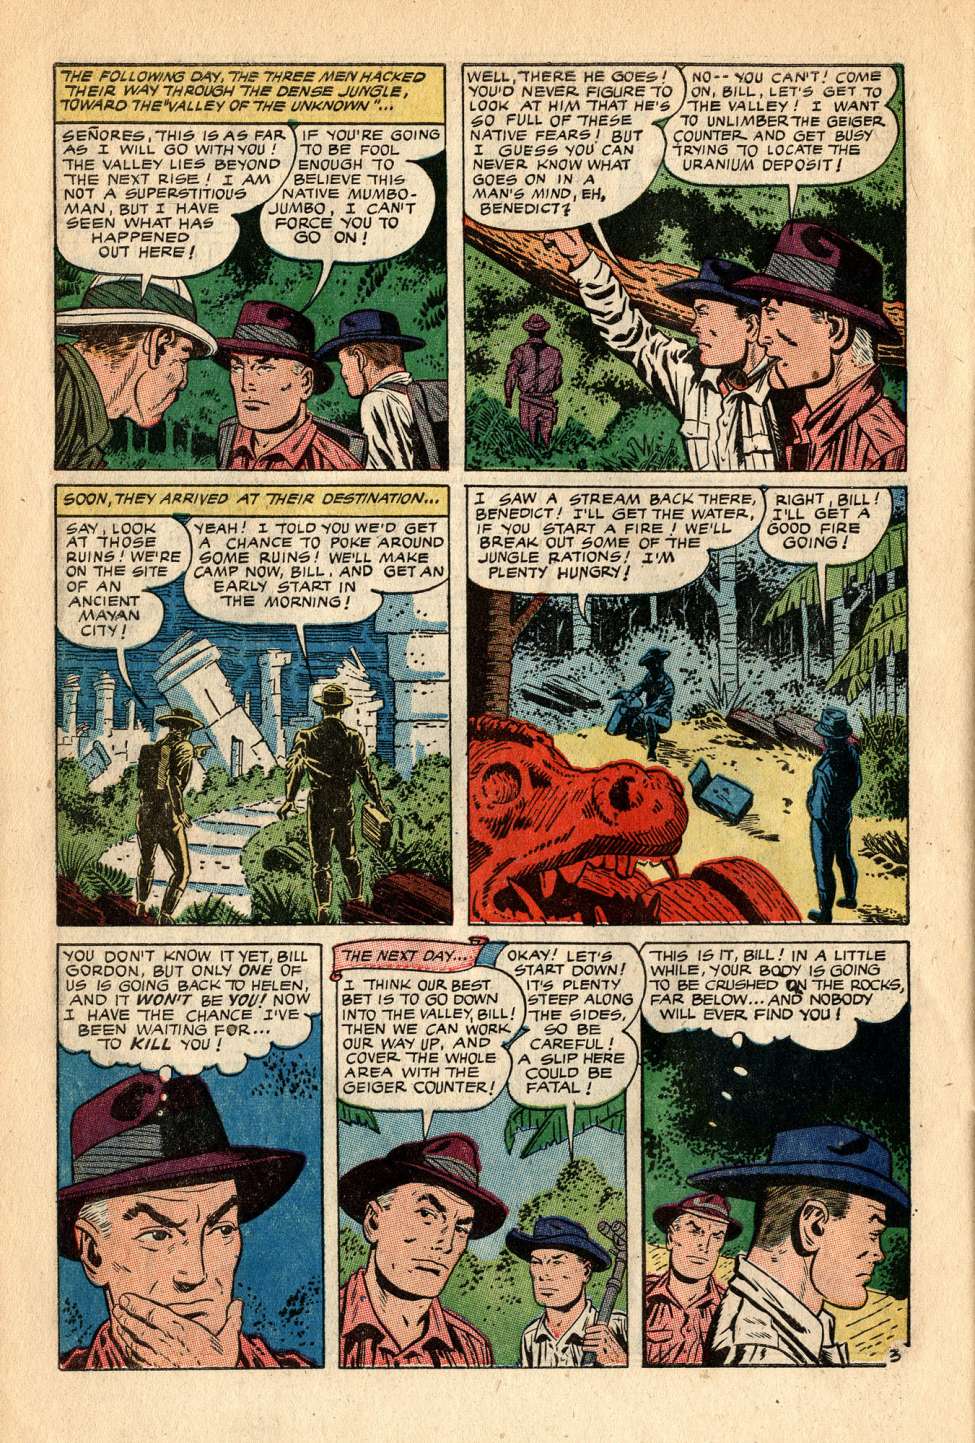 THE FOLLOWING DAY, THE THREE MEN HACKED
THEIR WAY THROUGH THE DENSE JUNGLE,
TOWARD THE "VALLEY OF THE UNKNOWN"...
SEÑORES, THIS IS AS FAR
AS I WILL GO WITH YOU!
THE VALLEY LIES BEYOND
THE NEXT RISE! I AM
NOT A SUPERSTITIOUS
MAN, BUT I HAVE
SEEN WHAT HAS
HAPPENED
OUT HERE!
IF YOU'RE GOING
TO BE FOOL
ENOUGH TO
BELIEVE THIS
NATIVE MUMBO-
JUMBO, I CAN'T
FORCE YOU TO
GO ON!
WELL, THERE HE GOES!
YOU'D NEVER FIGURE TO
LOOK AT HIM THAT HE'S
SO FULL OF THESE
NATIVE FEARS! BUT
I GUESS YOU CAN
NEVER KNOW WHAT
GOES ON IN A
MAN'S MIND, EH,
BENEDICT?
NO-- YOU CAN'T! COME
ON, BILL, LET'S GET TO
THE VALLEY! I WANT
TO UNLIMBER THE GEIGER
COUNTER AND GET BUSY
TRYING TO LOCATE THE
URANIUM DEPOSIT!
SOON, THEY ARRIVED AT THEIR DESTINATION...
SAY, LOOK
AT THOSE
RUINS! WE'RE
ON THE SITE
OF AN
ANCIENT
MAYAN
CITY!
YEAH! I TOLD YOU WE'D GET
A CHANCE TO POKE AROUND
SOME RUINS! WE'LL MAKE
CAMP NOW, BILL, AND GET AN
EARLY START IN
THE MORNING!
I SAW A STREAM BACK THERE,
BENEDICT! I'LL GET THE WATER,
IF YOU START A FIRE! WE'LL
BREAK OUT SOME OF THE
JUNGLE RATIONS! I'M
PLENTY HUNGRY!
RIGHT, BILL!
I'LL GET A
GOOD FIRE
GOING!
YOU DON'T KNOW IT YET, BILL
GORDON, BUT ONLY ONE OF
US IS GOING BACK TO HELEN,
AND IT WON'T BE YOU! NOW
I HAVE THE CHANCE I'VE
BEEN WAITING FOR...
TO KILL YOU!
THE NEXT DAY...
I THINK OUR BEST
BET IS TO GO DOWN
INTO THE VALLEY, BILL!
THEN WE CAN WORK
OUR WAY UP, AND
COVER THE WHOLE
AREA WITH THE
GEIGER COUNTER!
OKAY! LET'S
START DOWN!
IT'S PLENTY
STEEP ALONG
THE SIDES,
SO BE
CAREFUL!
A SLIP HERE
COULD BE
FATAL!
THIS IS IT, BILL! IN A LITTLE
WHILE, YOUR BODY IS GOING
TO BE CRUSHED ON THE ROCKS,
FAR BELOW... AND NOBODY
WILL EVER FIND YOU!
3